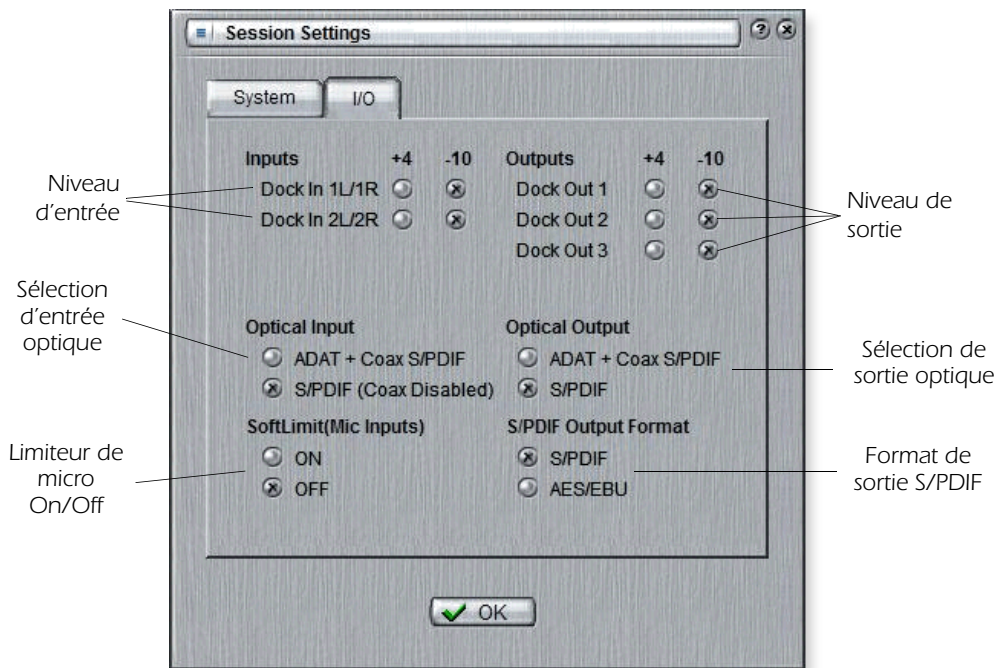 Session Settings
System I/O
Inputs +4 -10
Dock In 1L/1R
Dock In 2L/2R
Outputs +4 -10
Dock Out 1
Dock Out 2
Dock Out 3
Optical Input
ADAT + Coax S/PDIF
S/PDIF (Coax Disabled)
Optical Output
ADAT + Coax S/PDIF
S/PDIF
SoftLimit(Mic Inputs)
ON
OFF
S/PDIF Output Format
S/PDIF
AES/EBU
OK
Niveau
d'entrée
Sélection
d'entrée
optique
Limiteur de
micro
On/Off
Niveau de
sortie
Sélection de
sortie optique
Format de
sortie S/PDIF